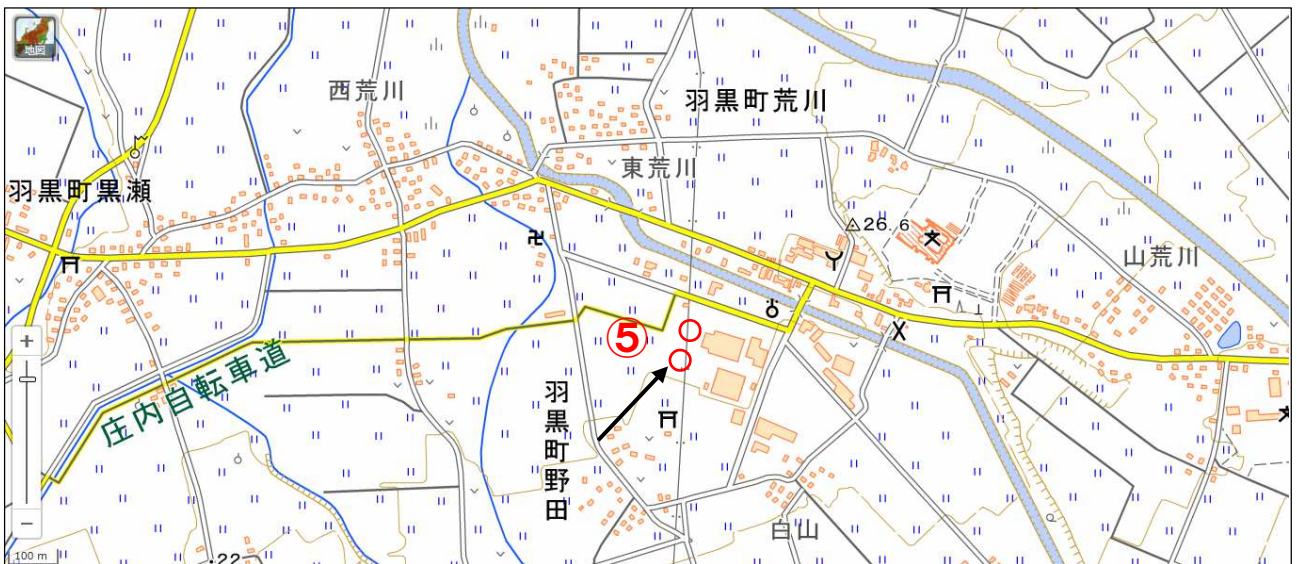 地図
西荒川
羽黒町荒川
東荒川
羽黒町黒瀬
26.6
山荒川
⑤
庄内自転車道
羽黒町野田
白山
22
100 m